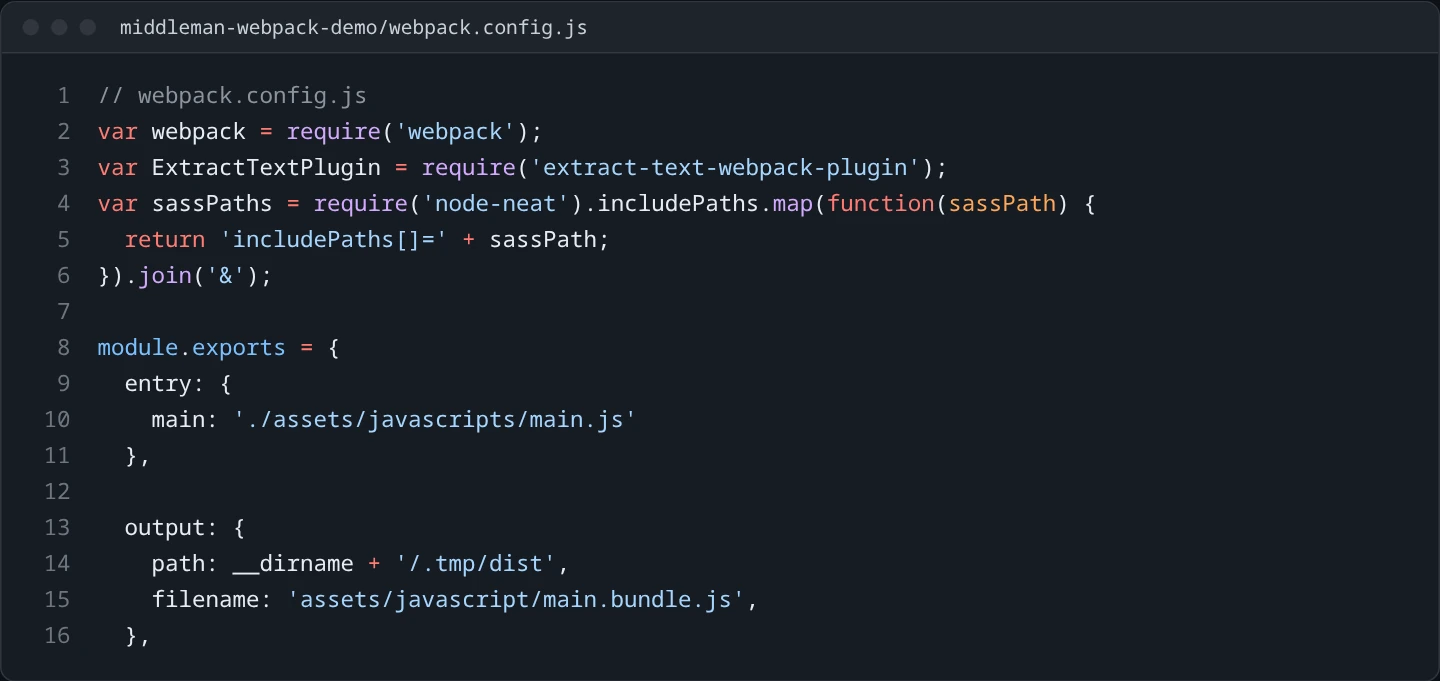 middleman-webpack-demo/webpack.config.js
1 // webpack.config.js
2 var webpack = require('webpack');
3 var ExtractTextPlugin = require('extract-text-webpack-plugin');
4 var sassPaths = require('node-neat').includePaths.map(function(sassPath) {
5   return 'includePaths[]=' + sassPath;
6 }).join('&');
7
8 module.exports = {
9   entry: {
10     main: './assets/javascripts/main.js'
11   },
12
13   output: {
14     path: __dirname + '/.tmp/dist',
15     filename: 'assets/javascript/main.bundle.js',
16   },